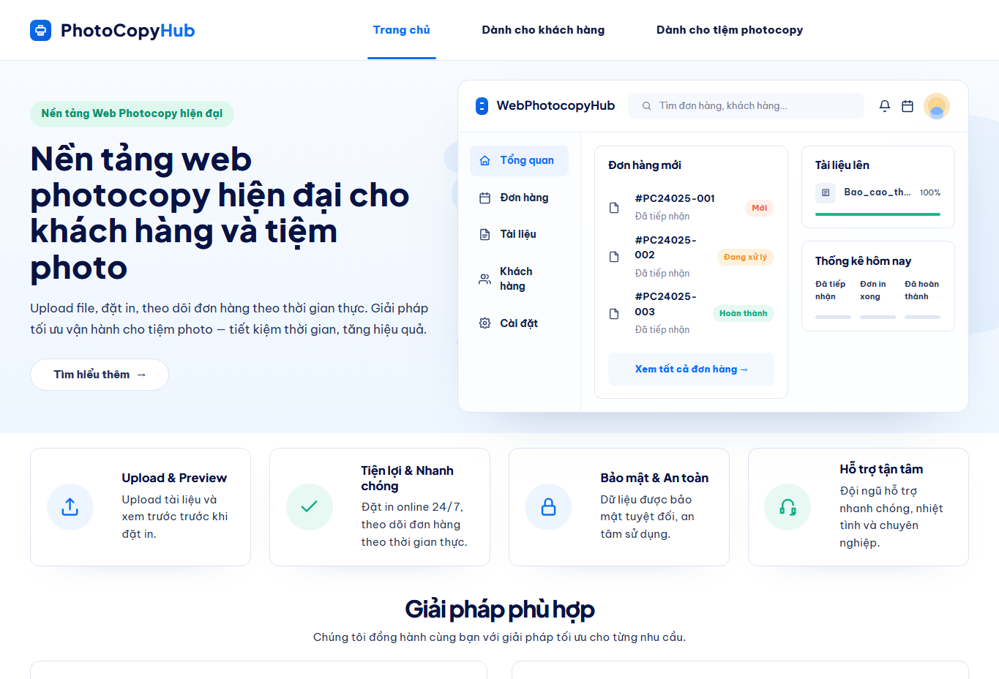 PhotoCopyHub
Trang chủ
Dành cho khách hàng
Dành cho tiệm photocopy
Nền tảng Web Photocopy hiện đại
Nền tảng web
photocopy hiện đại cho
khách hàng và tiệm
photo
Upload file, đặt in, theo dõi đơn hàng theo thời gian thực. Giải pháp
tối ưu vận hành cho tiệm photo — tiết kiệm thời gian, tăng hiệu quả.
Tìm hiểu thêm →
WebPhotocopyHub
Tìm đơn hàng, khách hàng...
Tổng quan
Đơn hàng
Tài liệu
Khách
hàng
Cài đặt
Đơn hàng mới
#PC24025-001
Đã tiếp nhận
Mới
#PC24025-
002
Đã tiếp nhận
Đang xử lý
#PC24025-
003
Đã tiếp nhận
Hoàn thành
Xem tất cả đơn hàng →
Tài liệu lên
Bao_cao_th... 100%
Thống kê hôm nay
Đã tiếp
nhận
Đơn in
xong
Đã hoàn
thành
Upload & Preview
Upload tài liệu và
xem trước trước khi
đặt in.
Tiện lợi & Nhanh
chóng
Đặt in online 24/7,
theo dõi đơn hàng
theo thời gian thực.
Bảo mật & An toàn
Dữ liệu được bảo
mật tuyệt đối, an
tâm sử dụng.
Hỗ trợ tận tâm
Đội ngũ hỗ trợ
nhanh chóng, nhiệt
tình và chuyên
nghiệp.
Giải pháp phù hợp
Chúng tôi đồng hành cùng bạn với giải pháp tối ưu cho từng nhu cầu.